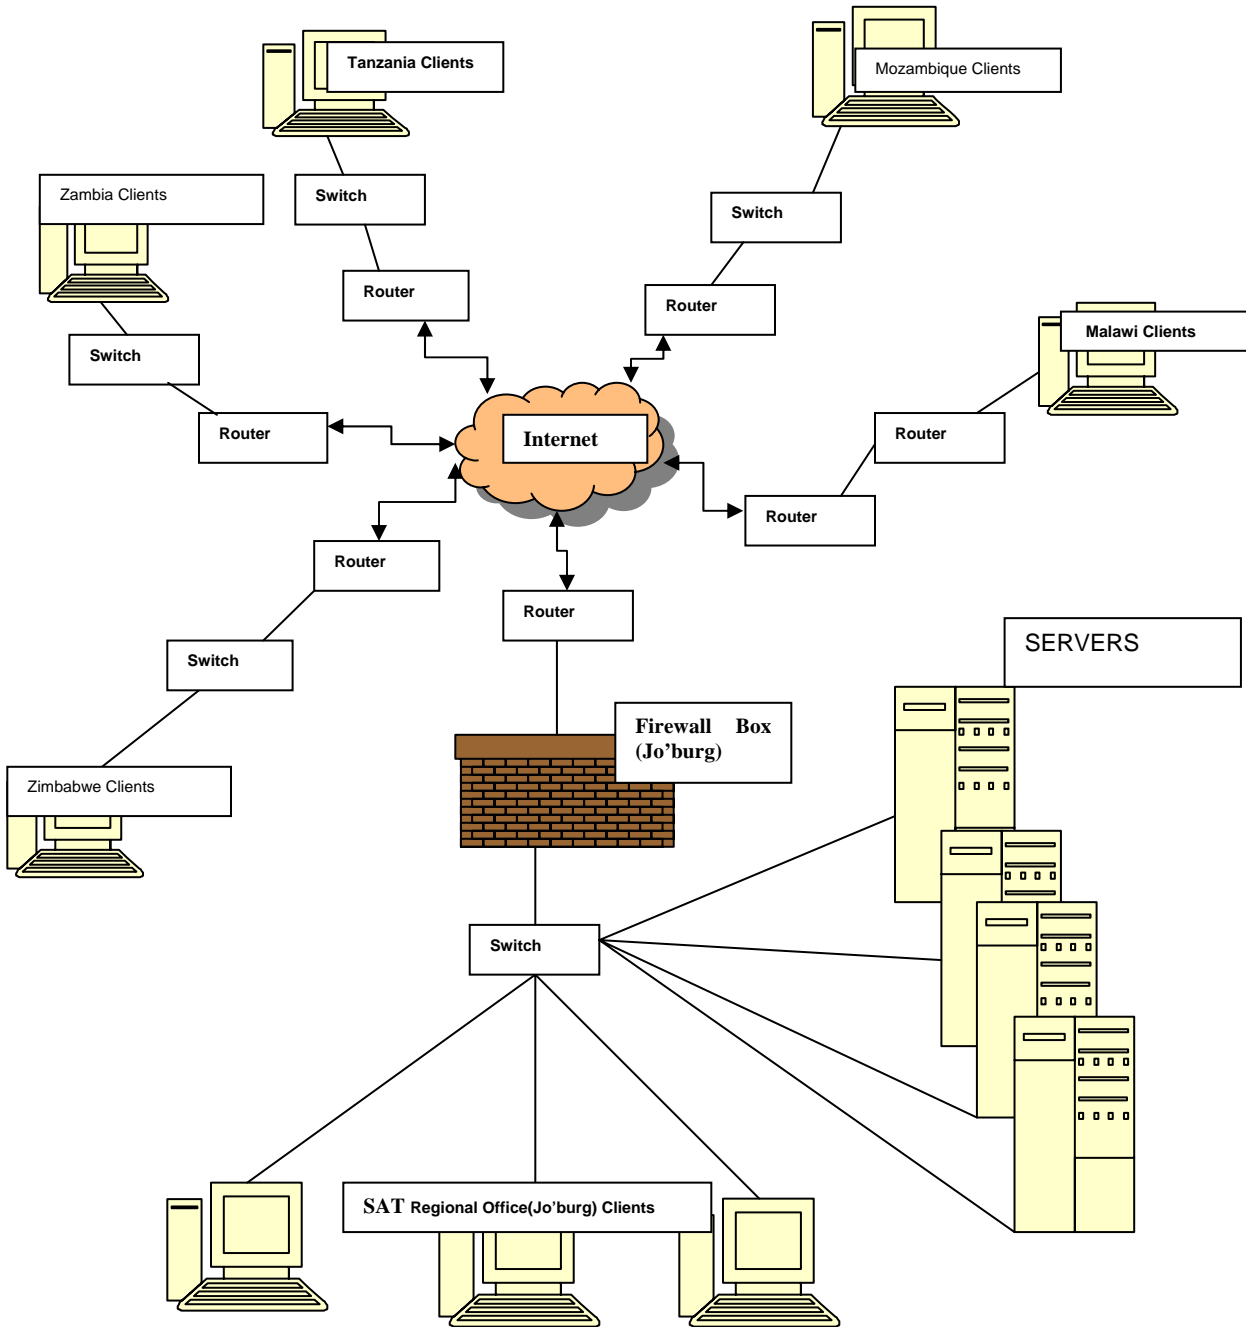 Tanzania Clients
Mozambique Clients
Zambia Clients
Switch
Switch
Router
Router
Switch
Malawi Clients
Router
Internet
Router
Router
Router
Router
Switch
SERVERS
Firewall Box
(Jo'burg)
Zimbabwe Clients
Switch
SAT Regional Office(Jo'burg) Clients